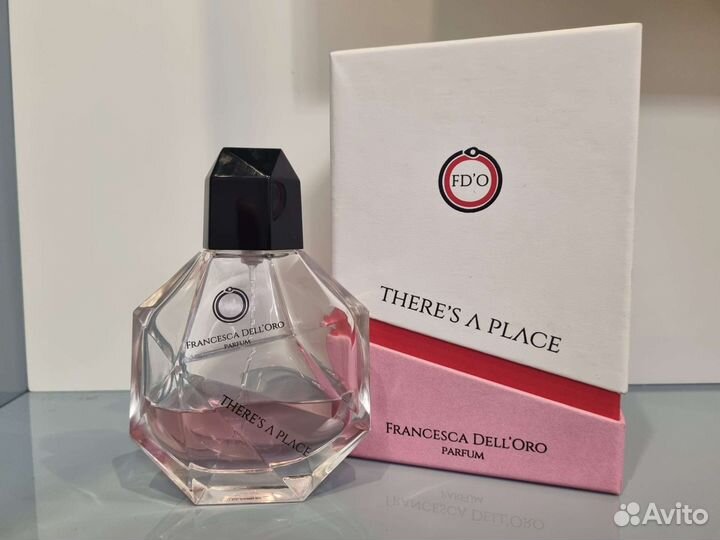 FRANCESCA DELL'ORO
PARFUM
THERE'S A PLACE
FD'O
THERE'S A PLACE
FRANCESCA DELL'ORO
PARFUM
Avito